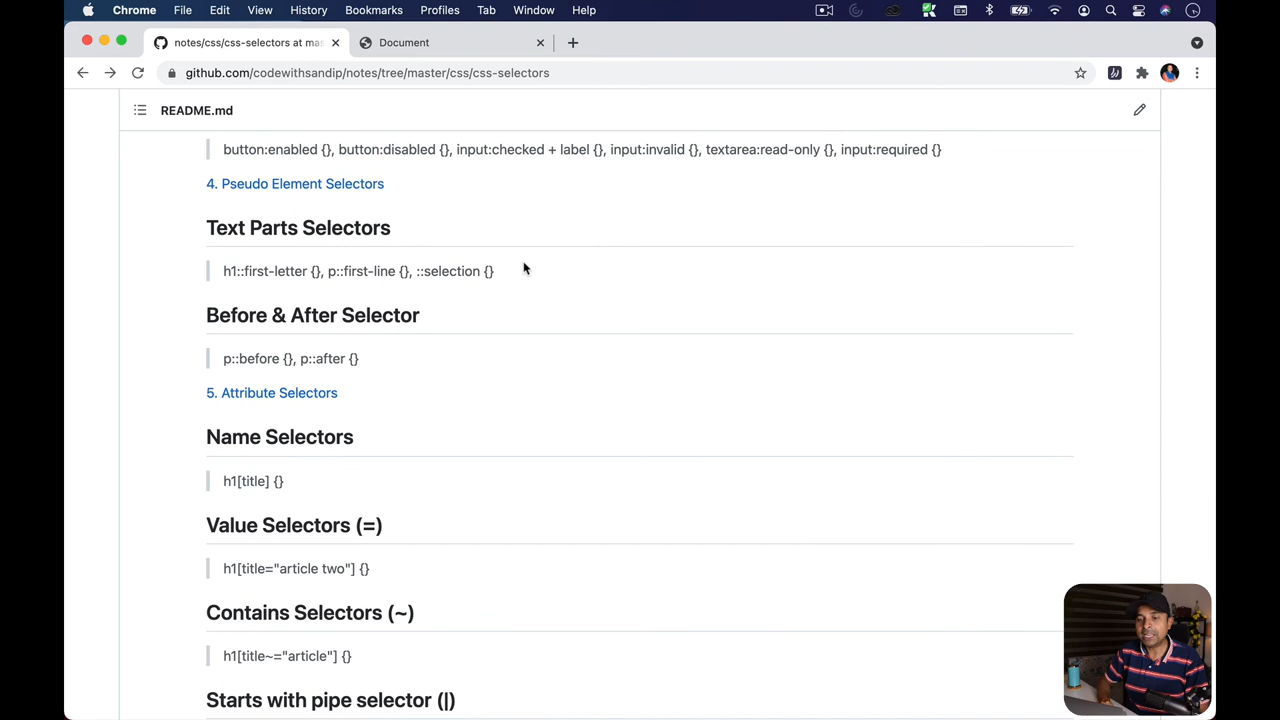 Chrome File Edit View History Bookmarks Profiles Tab Window Help
notes/css/css-selectors at mas
Document
github.com/codewithsandip/notes/tree/master/css/css-selectors
README.md
button:enabled {}, button:disabled {}, input:checked + label {}, input:invalid {}, textarea:read-only {}, input:required {}
4. Pseudo Element Selectors
Text Parts Selectors
h1::first-letter {}, p::first-line {}, ::selection {}
Before & After Selector
p::before {}, p::after {}
5. Attribute Selectors
Name Selectors
h1[title] {}
Value Selectors (=)
h1[title="article two"] {}
Contains Selectors (~)
h1[title~="article"] {}
Starts with pipe selector (|)